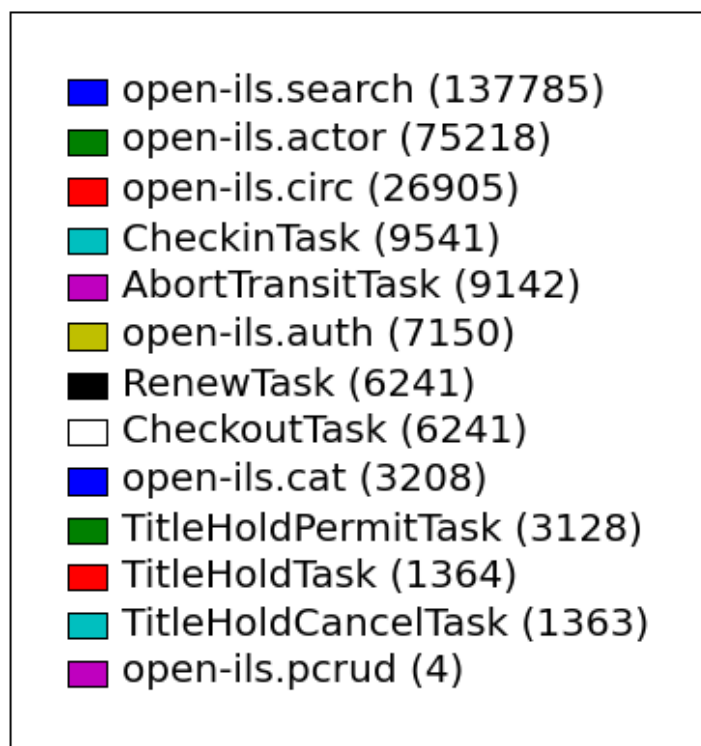 open-ils.search (137785)
open-ils.actor (75218)
open-ils.circ (26905)
CheckinTask (9541)
AbortTransitTask (9142)
open-ils.auth (7150)
RenewTask (6241)
CheckoutTask (6241)
open-ils.cat (3208)
TitleHoldPermitTask (3128)
TitleHoldTask (1364)
TitleHoldCancelTask (1363)
open-ils.pcrud (4)